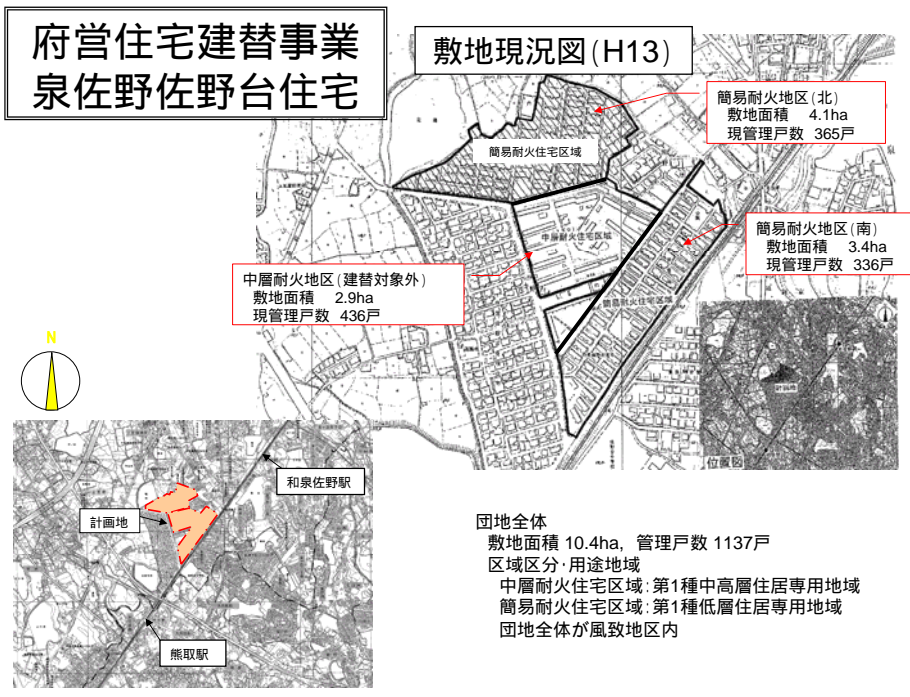 府営住宅建替事業
泉佐野佐野台住宅
敷地現況図(H13)
簡易耐火地区(北)
敷地面積　4.1ha
現管理戸数　365戸
簡易耐火住宅区域
中層耐火住宅区域
簡易耐火地区(南)
敷地面積　3.4ha
現管理戸数　336戸
中層耐火地区(建替対象外)
敷地面積　2.9ha
現管理戸数　436戸
簡易耐火住宅区域
N
計画地
位置図
和泉佐野駅
計画地
熊取駅
団地全体
敷地面積 10.4ha, 管理戸数 1137戸
区域区分・用途地域
中層耐火住宅区域:第1種中高層住居専用地域
簡易耐火住宅区域:第1種低層住居専用地域
団地全体が風致地区内